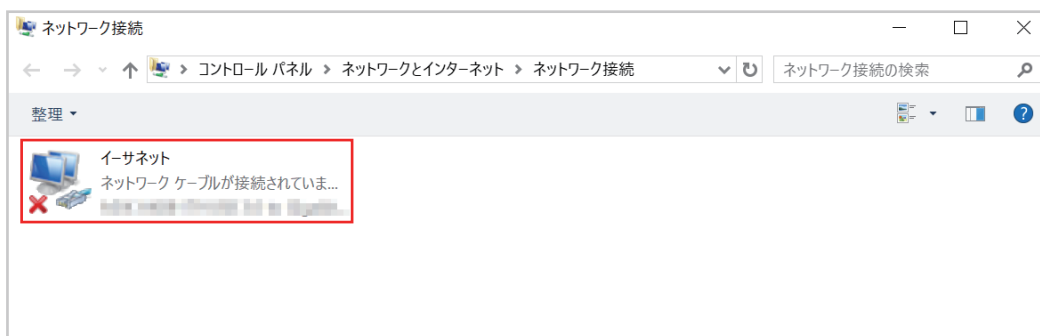 ネットワーク接続
コントロール パネル > ネットワークとインターネット > ネットワーク接続
ネットワーク接続の検索
整理
イーサネット
ネットワーク ケーブルが接続されていま...